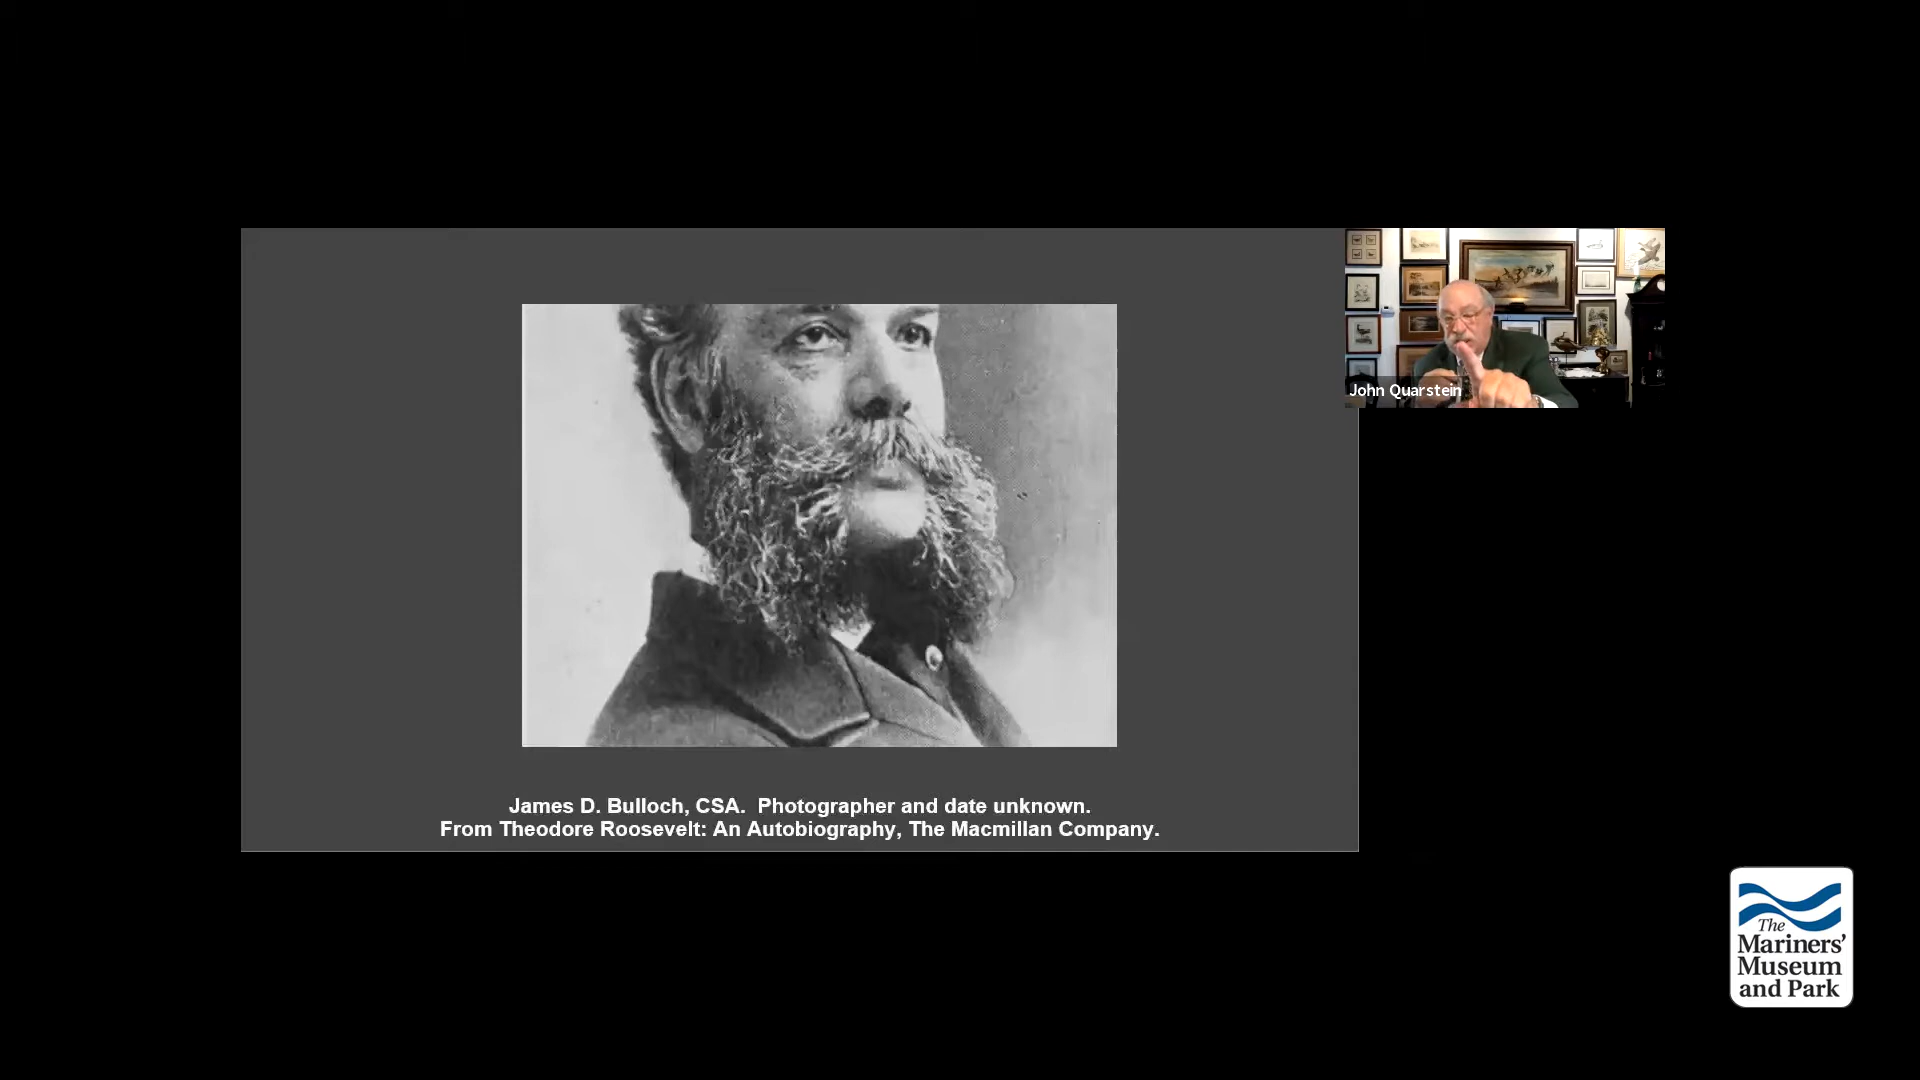 John Quarstein
James D. Bulloch, CSA.  Photographer and date unknown.
From Theodore Roosevelt: An Autobiography, The Macmillan Company.
The
Mariners'
Museum
and Park